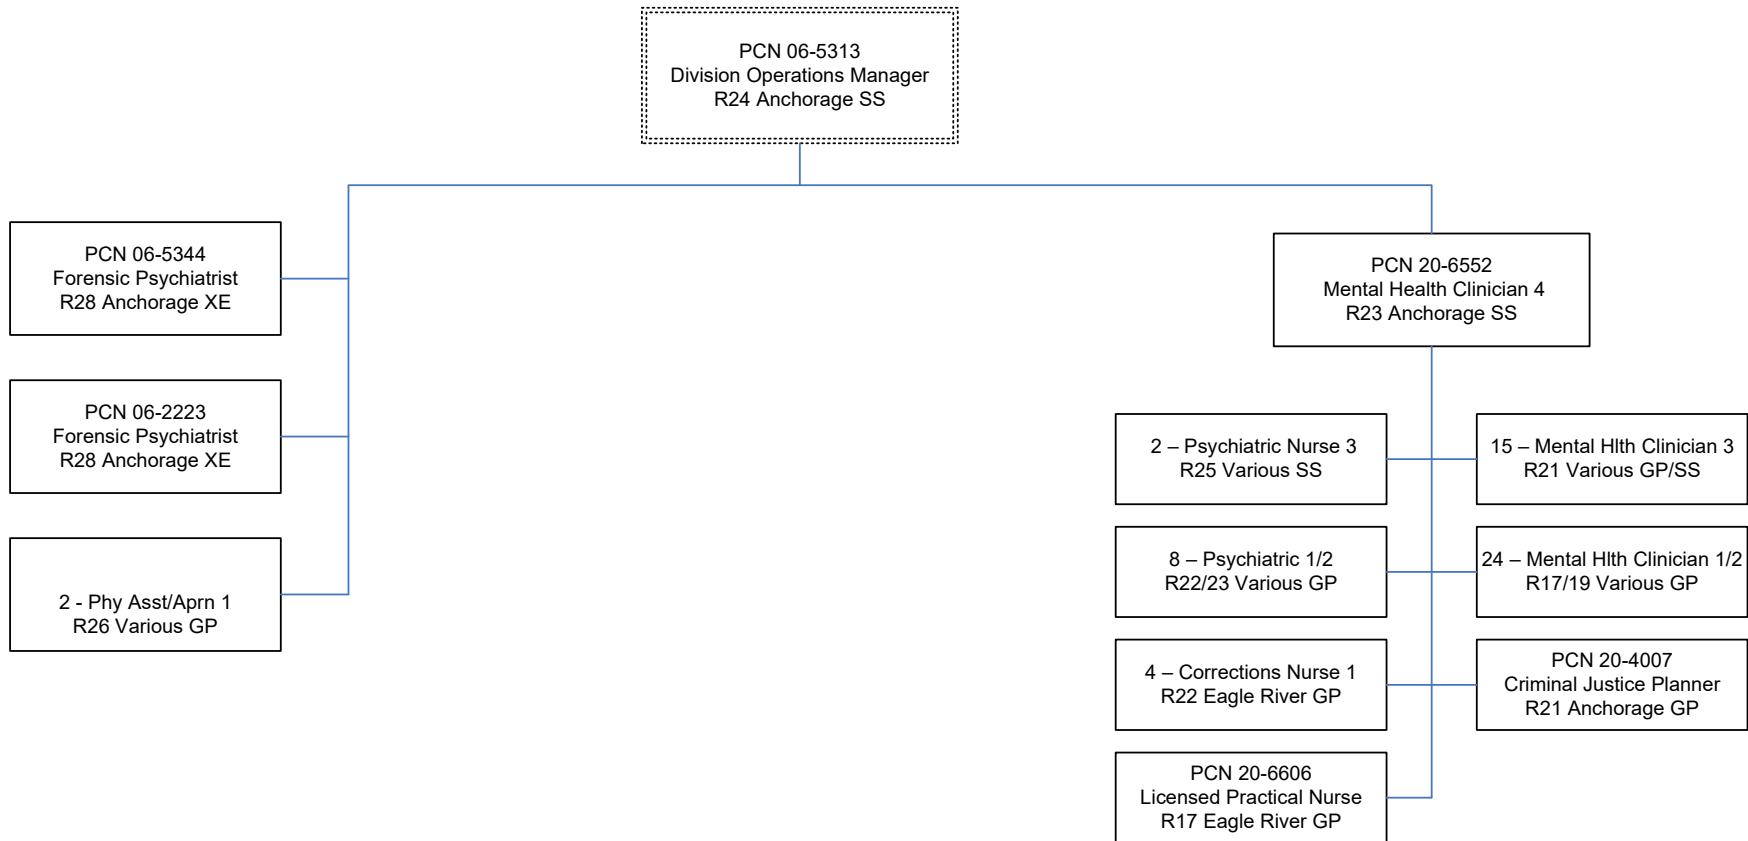 PCN 06-5313
Division Operations Manager
R24 Anchorage SS
PCN 06-5344
Forensic Psychiatrist
R28 Anchorage XE
PCN 06-2223
Forensic Psychiatrist
R28 Anchorage XE
2 - Phy Asst/Aprn 1
R26 Various GP
PCN 20-6552
Mental Health Clinician 4
R23 Anchorage SS
2 – Psychiatric Nurse 3
R25 Various SS
15 – Mental Hlth Clinician 3
R21 Various GP/SS
8 – Psychiatric 1/2
R22/23 Various GP
24 – Mental Hlth Clinician 1/2
R17/19 Various GP
4 – Corrections Nurse 1
R22 Eagle River GP
PCN 20-4007
Criminal Justice Planner
R21 Anchorage GP
PCN 20-6606
Licensed Practical Nurse
R17 Eagle River GP